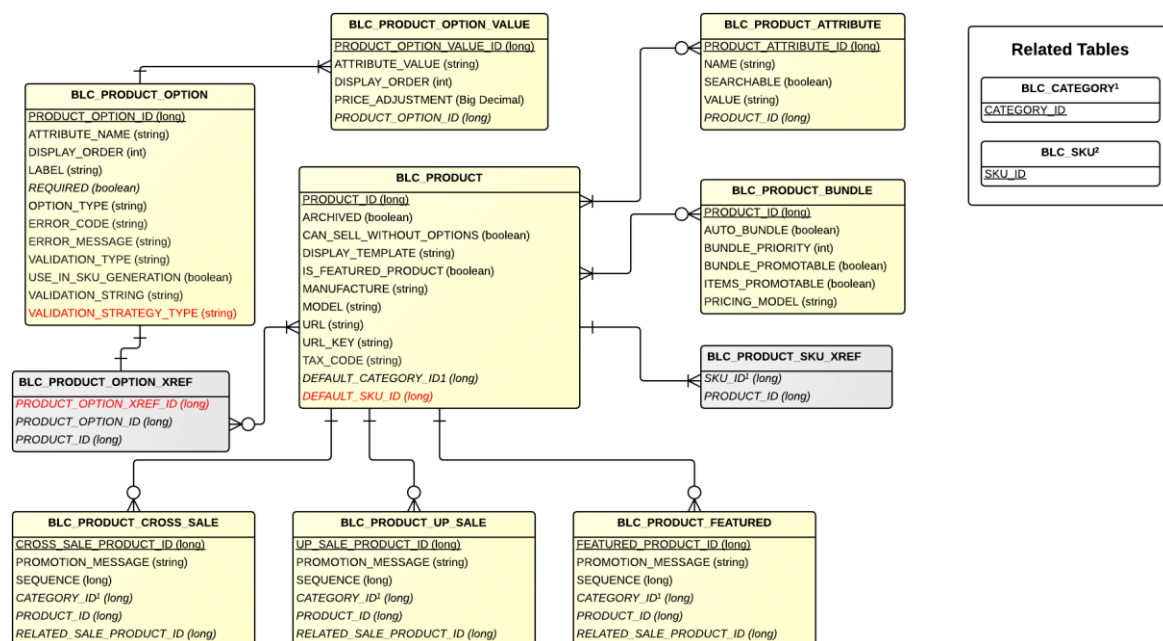 BLC_PRODUCT_OPTION_VALUE
PRODUCT_OPTION_VALUE_ID (long)
ATTRIBUTE_VALUE (string)
DISPLAY_ORDER (int)
PRICE_ADJUSTMENT (Big Decimal)
PRODUCT_OPTION_ID (long)
BLC_PRODUCT_ATTRIBUTE
PRODUCT_ATTRIBUTE_ID (long)
NAME (string)
SEARCHABLE (boolean)
VALUE (string)
PRODUCT_ID (long)
Related Tables
BLC_CATEGORY¹
CATEGORY_ID
BLC_SKU²
SKU_ID
BLC_PRODUCT_OPTION
PRODUCT_OPTION_ID (long)
ATTRIBUTE_NAME (string)
DISPLAY_ORDER (int)
LABEL (string)
REQUIRED (boolean)
OPTION_TYPE (string)
ERROR_CODE (string)
ERROR_MESSAGE (string)
VALIDATION_TYPE (string)
USE_IN_SKU_GENERATION (boolean)
VALIDATION_STRING (string)
VALIDATION_STRATEGY_TYPE (string)
BLC_PRODUCT
PRODUCT_ID (long)
ARCHIVED (boolean)
CAN_SELL_WITHOUT_OPTIONS (boolean)
DISPLAY_TEMPLATE (string)
IS_FEATURED_PRODUCT (boolean)
MANUFACTURE (string)
MODEL (string)
URL (string)
URL_KEY (string)
TAX_CODE (string)
DEFAULT_CATEGORY_ID1 (long)
DEFAULT_SKU_ID (long)
BLC_PRODUCT_BUNDLE
PRODUCT_ID (long)
AUTO_BUNDLE (boolean)
BUNDLE_PRIORITY (int)
BUNDLE_PROMOTABLE (boolean)
ITEMS_PROMOTABLE (boolean)
PRICING_MODEL (string)
BLC_PRODUCT_SKU_XREF
SKU_ID¹ (long)
PRODUCT_ID (long)
BLC_PRODUCT_OPTION_XREF
PRODUCT_OPTION_XREF_ID (long)
PRODUCT_OPTION_ID (long)
PRODUCT_ID (long)
BLC_PRODUCT_CROSS_SALE
CROSS_SALE_PRODUCT_ID (long)
PROMOTION_MESSAGE (string)
SEQUENCE (long)
CATEGORY_ID¹ (long)
PRODUCT_ID (long)
RELATED_SALE_PRODUCT_ID (long)
BLC_PRODUCT_UP_SALE
UP_SALE_PRODUCT_ID (long)
PROMOTION_MESSAGE (string)
SEQUENCE (long)
CATEGORY_ID¹ (long)
PRODUCT_ID (long)
RELATED_SALE_PRODUCT_ID (long)
BLC_PRODUCT_FEATURED
FEATURED_PRODUCT_ID (long)
PROMOTION_MESSAGE (string)
SEQUENCE (long)
CATEGORY_ID¹ (long)
PRODUCT_ID (long)
RELATED_SALE_PRODUCT_ID (long)